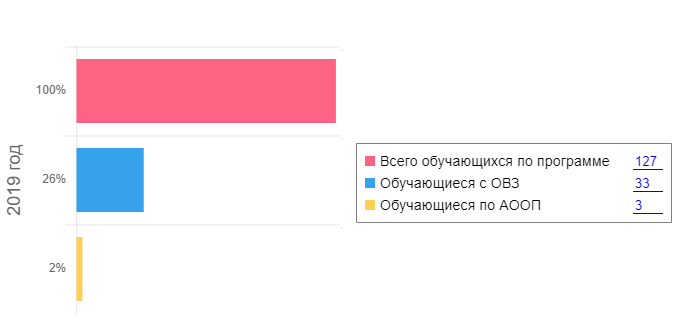 2019 год
100%
26%
2%
Всего обучающихся по программе 127
Обучающиеся с ОВЗ 33
Обучающиеся по АООП 3